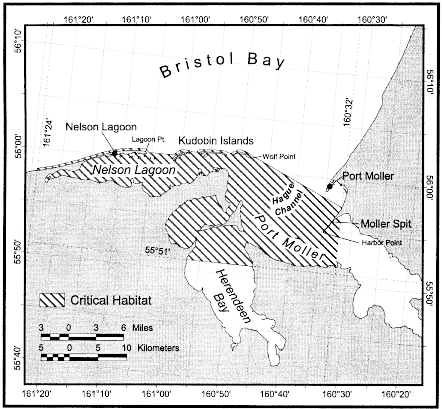 161°20' 161°10' 161°00' 160°50' 160°40' 160°30'
56°10'
Bristol Bay
56°10'
161°24'
160°32'
Nelson Lagoon
Lagoon Pt.
Kudobin Islands
56°00'
Wolf Point
Nelson Lagoon
Port Moller
56°00'
Hague
Channel
Port Moller
Moller Spit
Harbor Point
55°50'
55°51'
Herendeen
Bay
55°50'
Critical Habitat
3 0 3 6 Miles
5 0 5 10 Kilometers
55°40'
161°20 161°10' 161°00' 160°50' 160°40' 160°30'